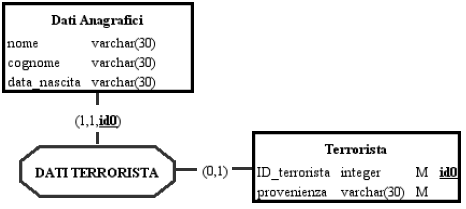 Dati Anagrafici
nome varchar(30)
cognome varchar(30)
data_nascita varchar(30)
(1,1,id0)
DATI TERRORISTA
(0,1)
Terrorista
ID_terrorista integer M id0
provenienza varchar(30) M